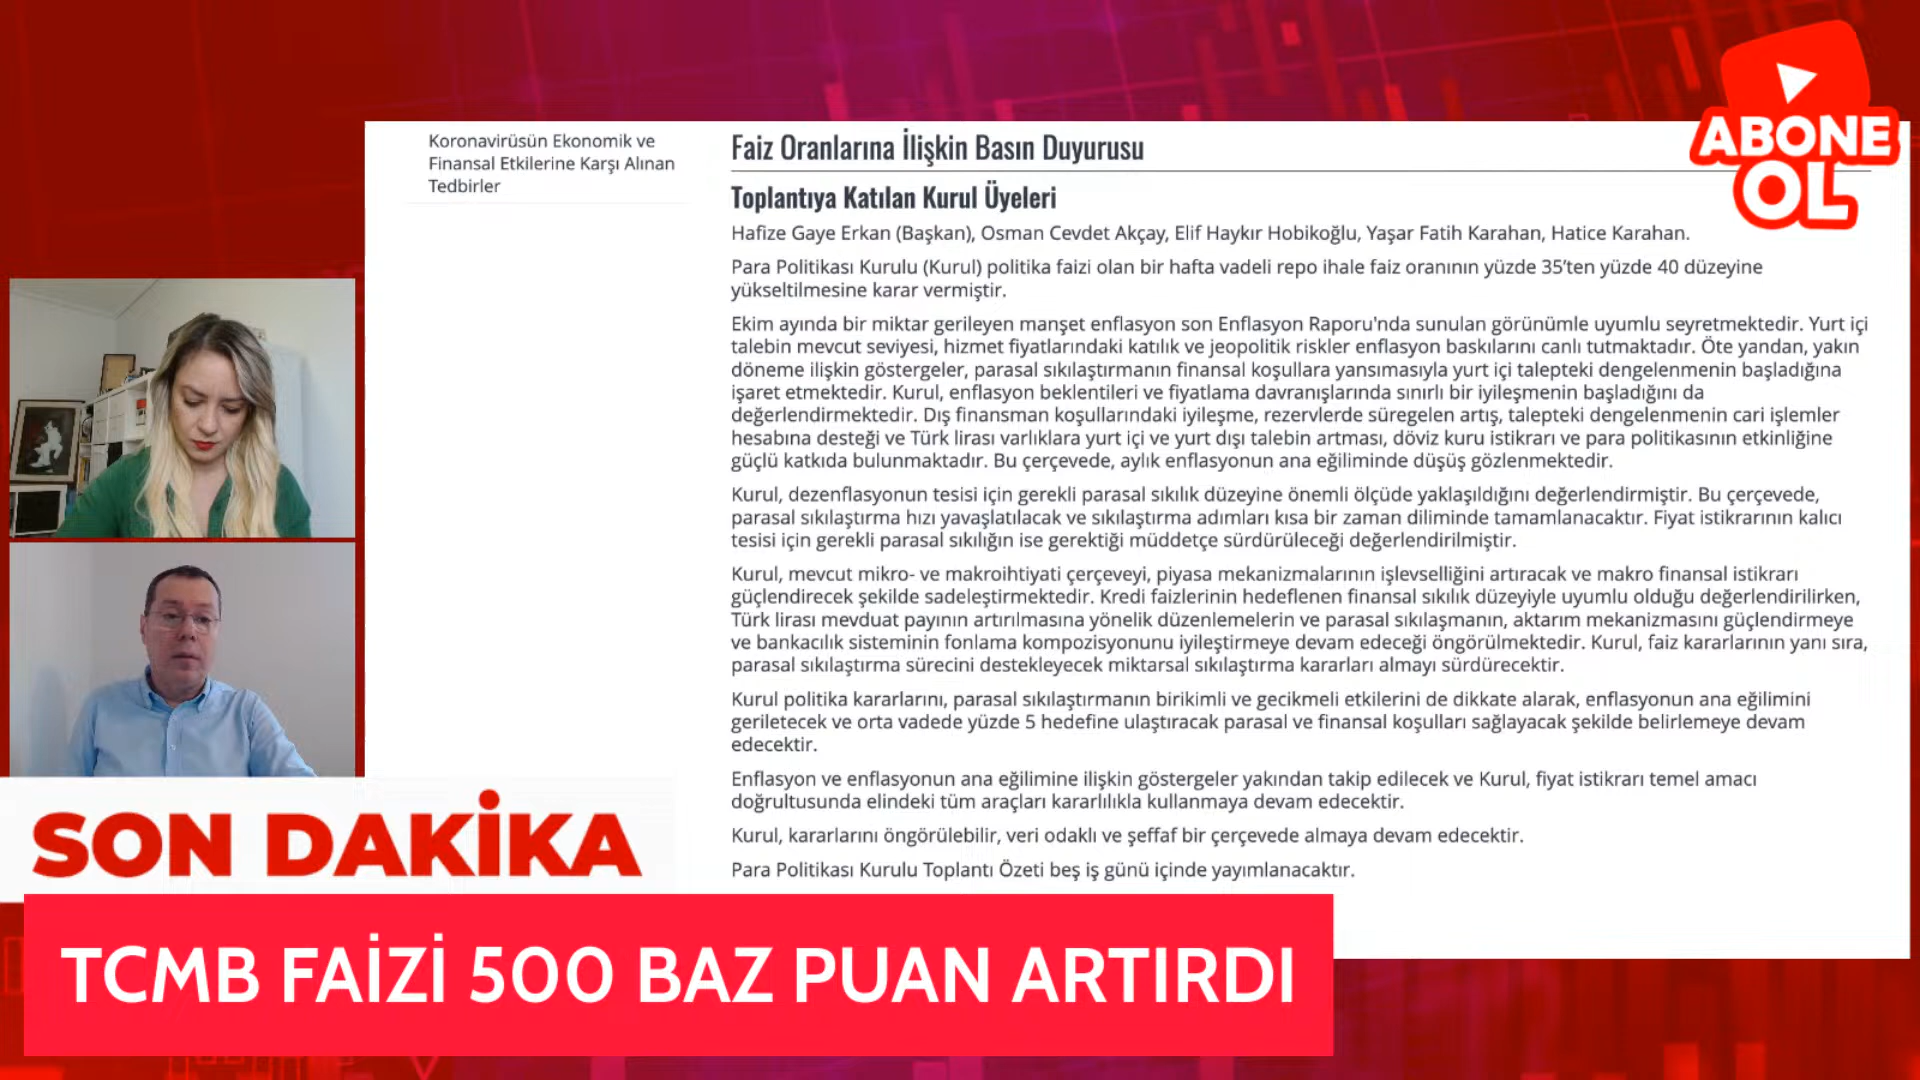 Koronavirüsün Ekonomik ve
Finansal Etkilerine Karşı Alınan
Tedbirler
Faiz Oranlarına İlişkin Basın Duyurusu
Toplantıya Katılan Kurul Üyeleri
Hafize Gaye Erkan (Başkan), Osman Cevdet Akçay, Elif Haykır Hobikoğlu, Yaşar Fatih Karahan, Hatice Karahan.
Para Politikası Kurulu (Kurul) politika faizi olan bir hafta vadeli repo ihale faiz oranının yüzde 35’ten yüzde 40 düzeyine
yükseltilmesine karar vermiştir.
Ekim ayında bir miktar gerileyen manşet enflasyon son Enflasyon Raporu'nda sunulan görünümle uyumlu seyretmektedir. Yurt içi
talebin mevcut seviyesi, hizmet fiyatlarındaki katılık ve jeopolitik riskler enflasyon baskılarını canlı tutmaktadır. Öte yandan, yakın
döneme ilişkin göstergeler, parasal sıkılaştırmanın finansal koşullara yansımasıyla yurt içi talepteki dengelenmenin başladığına
işaret etmektedir. Kurul, enflasyon beklentileri ve fiyatlama davranışlarında sınırlı bir iyileşmenin başladığını da
değerlendirmektedir. Dış finansman koşullarındaki iyileşme, rezervlerde süregelen artış, talepteki dengelenmenin cari işlemler
hesabına desteği ve Türk lirası varlıklara yurt içi ve yurt dışı talebin artması, döviz kuru istikrarı ve para politikasının etkinliğine
güçlü katkıda bulunmaktadır. Bu çerçevede, aylık enflasyonun ana eğiliminde düşüş gözlenmektedir.
Kurul, dezenflasyonun tesisi için gerekli parasal sıkılık düzeyine önemli ölçüde yaklaşıldığını değerlendirmiştir. Bu çerçevede,
parasal sıkılaştırma hızı yavaşlatılacak ve sıkılaştırma adımları kısa bir zaman diliminde tamamlanacaktır. Fiyat istikrarının kalıcı
tesisi için gerekli parasal sıkılığın ise gerektiği müddetçe sürdürüleceği değerlendirilmiştir.
Kurul, mevcut mikro- ve makroihtiyati çerçeveyi, piyasa mekanizmalarının işlevselliğini artıracak ve makro finansal istikrarı
güçlendirecek şekilde sadeleştirmektedir. Kredi faizlerinin hedeflenen finansal sıkılık düzeyiyle uyumlu olduğu değerlendirilirken,
Türk lirası mevduat payının artırılmasına yönelik düzenlemelerin ve parasal sıkılaşmanın, aktarım mekanizmasını güçlendirmeye
ve bankacılık sisteminin fonlama kompozisyonunu iyileştirmeye devam edeceği öngörülmektedir. Kurul, faiz kararlarının yanı sıra,
parasal sıkılaştırma sürecini destekleyecek miktarsal sıkılaştırma kararları almayı sürdürecektir.
Kurul politika kararlarını, parasal sıkılaştırmanın birikimli ve gecikmeli etkilerini de dikkate alarak, enflasyonun ana eğilimini
geriletecek ve orta vadede yüzde 5 hedefine ulaştıracak parasal ve finansal koşulları sağlayacak şekilde belirlemeye devam
edecektir.
Enflasyon ve enflasyonun ana eğilimine ilişkin göstergeler yakından takip edilecek ve Kurul, fiyat istikrarı temel amacı
doğrultusunda elindeki tüm araçları kararlılıkla kullanmaya devam edecektir.
Kurul, kararlarını öngörülebilir, veri odaklı ve şeffaf bir çerçevede almaya devam edecektir.
Para Politikası Kurulu Toplantı Özeti beş iş günü içinde yayımlanacaktır.
ABONE
OL
SON DAKİKA
TCMB FAİZİ 500 BAZ PUAN ARTIRDI